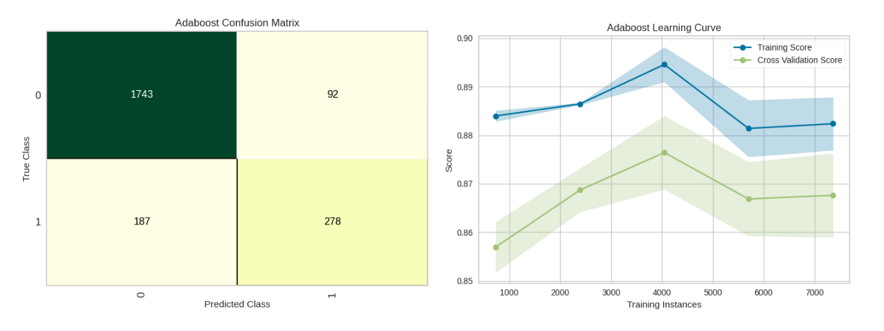 Adaboost Confusion Matrix
True Class
0
1743
92
1
187
278
0
1
Predicted Class
Adaboost Learning Curve
Training Score
Cross Validation Score
Score
0.90
0.89
0.88
0.87
0.86
0.85
1000 2000 3000 4000 5000 6000 7000
Training Instances